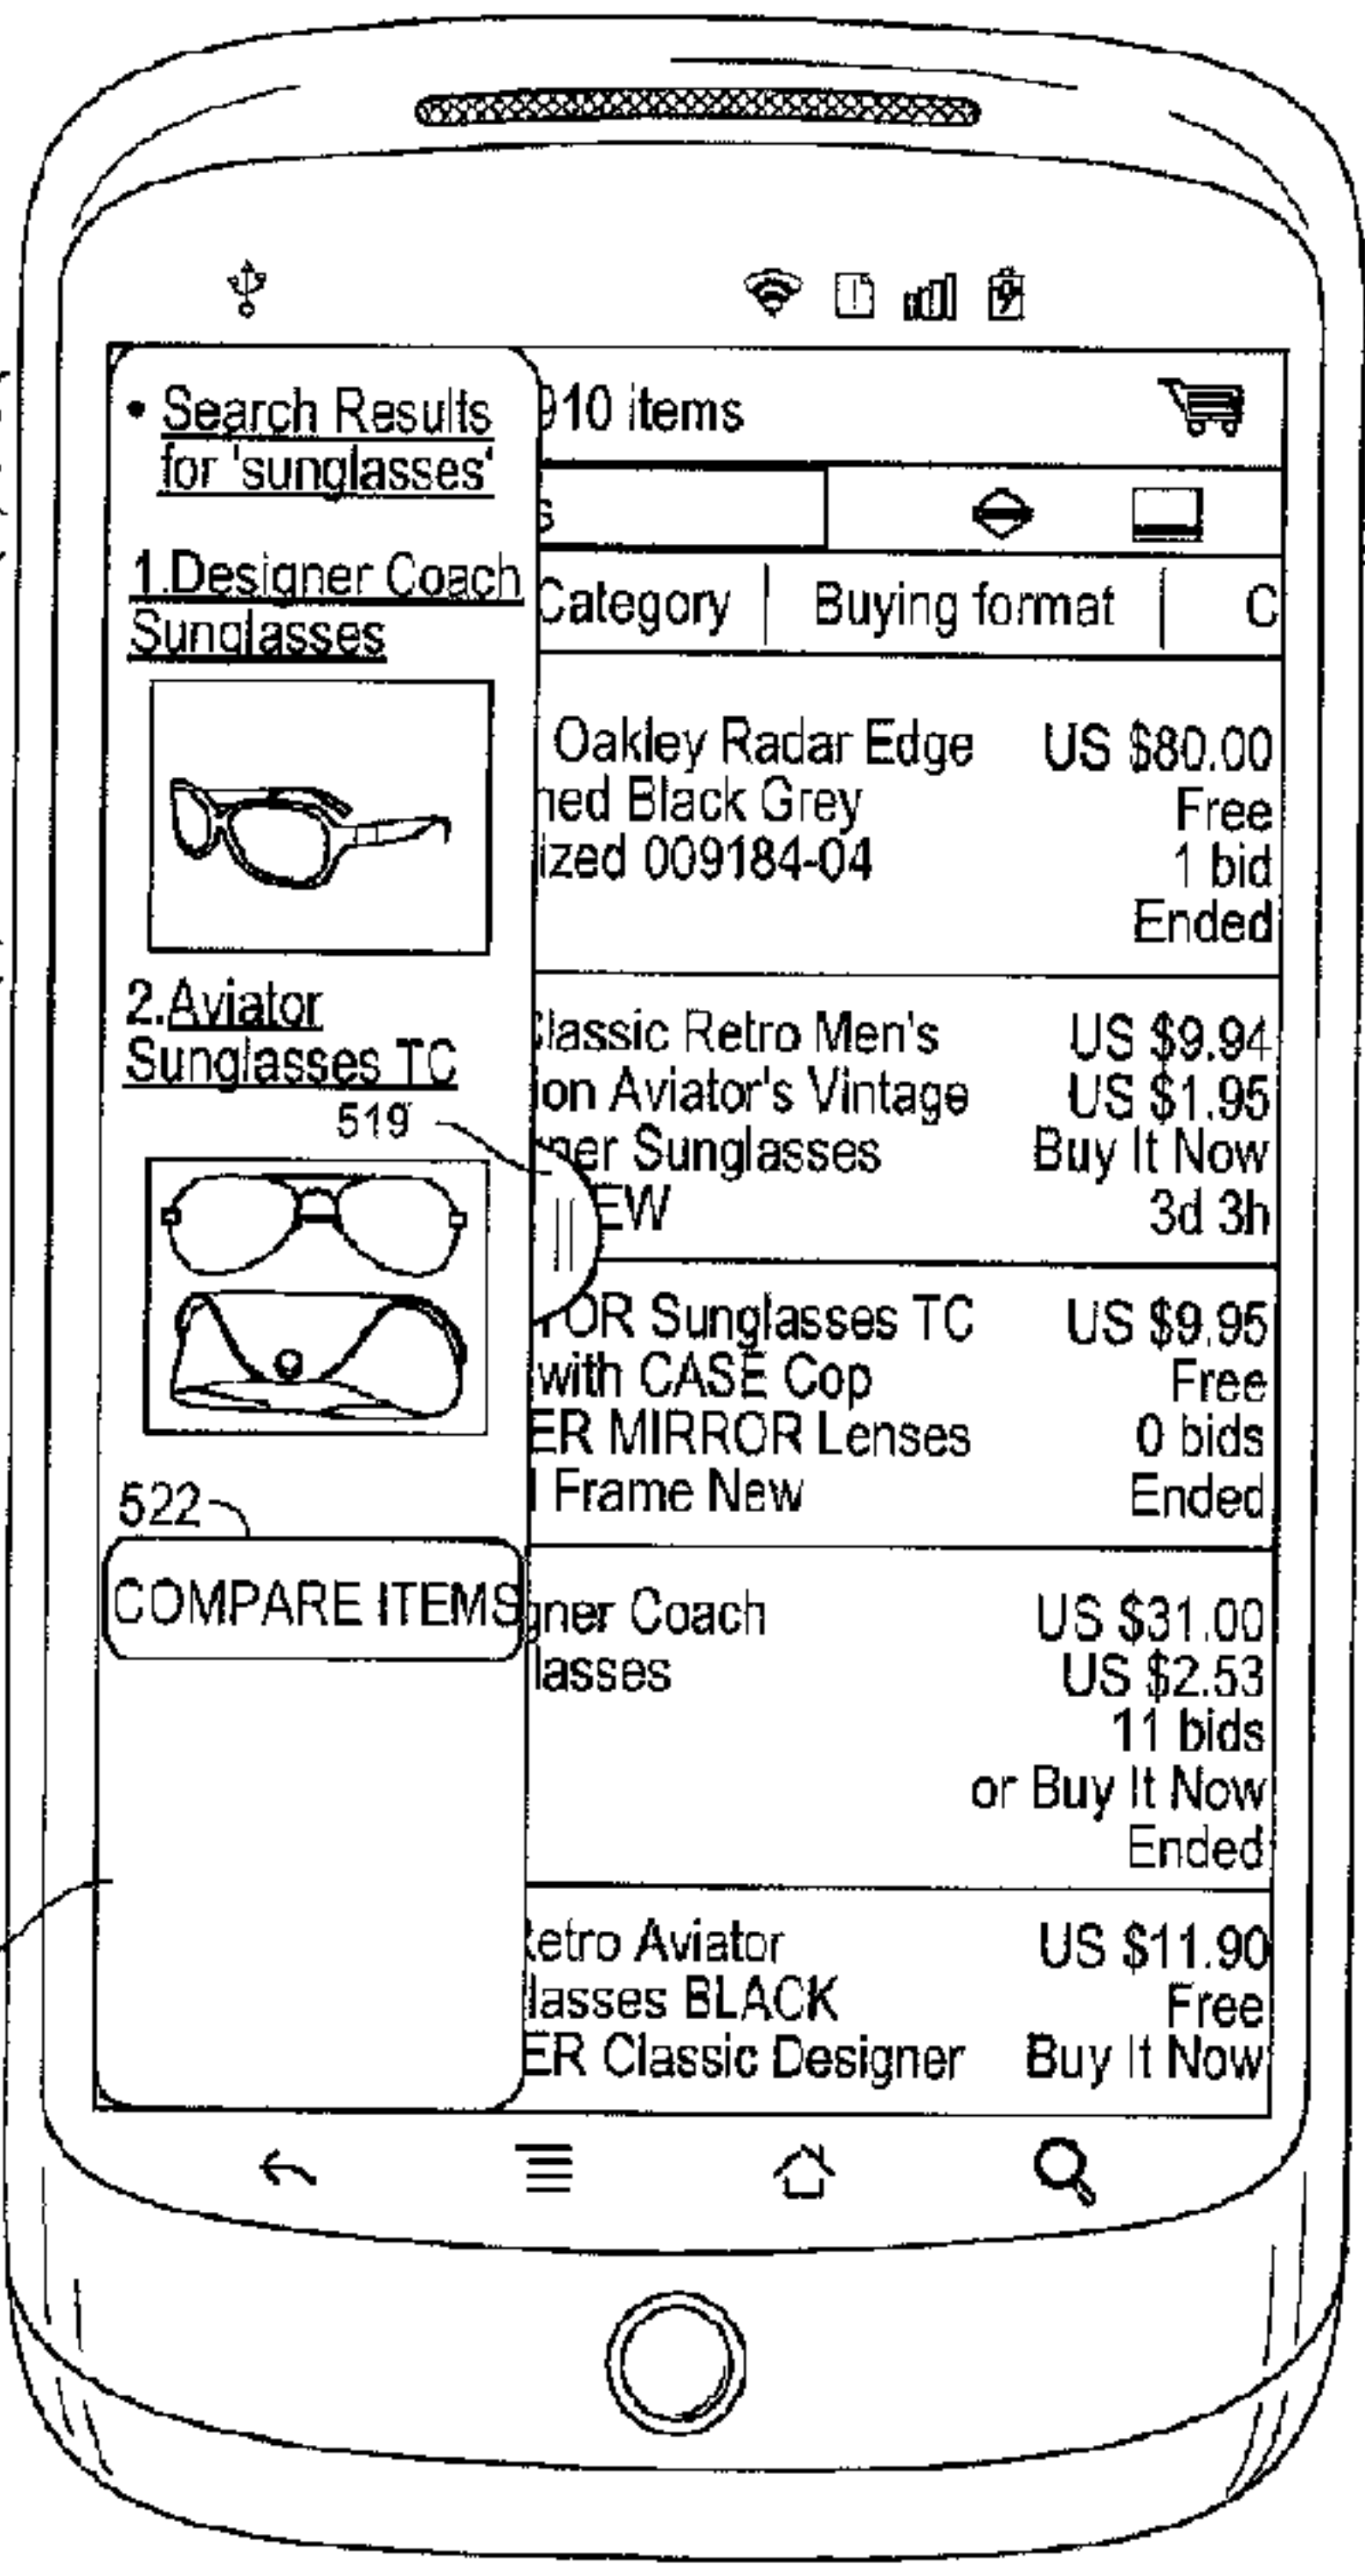 • Search Results
for 'sunglasses'
1.Designer Coach
Sunglasses
2.Aviator
Sunglasses TC
519
522
COMPARE ITEMS
910 items
s
Category | Buying format | C
Oakley Radar Edge US $80.00
hed Black Grey Free
ized 009184-04 1 bid
Ended
lassic Retro Men's US $9.94
ion Aviator's Vintage US $1.95
ner Sunglasses Buy It Now
EW 3d 3h
TOR Sunglasses TC US $9.95
with CASE Cop Free
ER MIRROR Lenses 0 bids
l Frame New Ended
gner Coach US $31.00
lasses US $2.53
11 bids
or Buy It Now
Ended
Retro Aviator US $11.90
lasses BLACK Free
ER Classic Designer Buy It Now